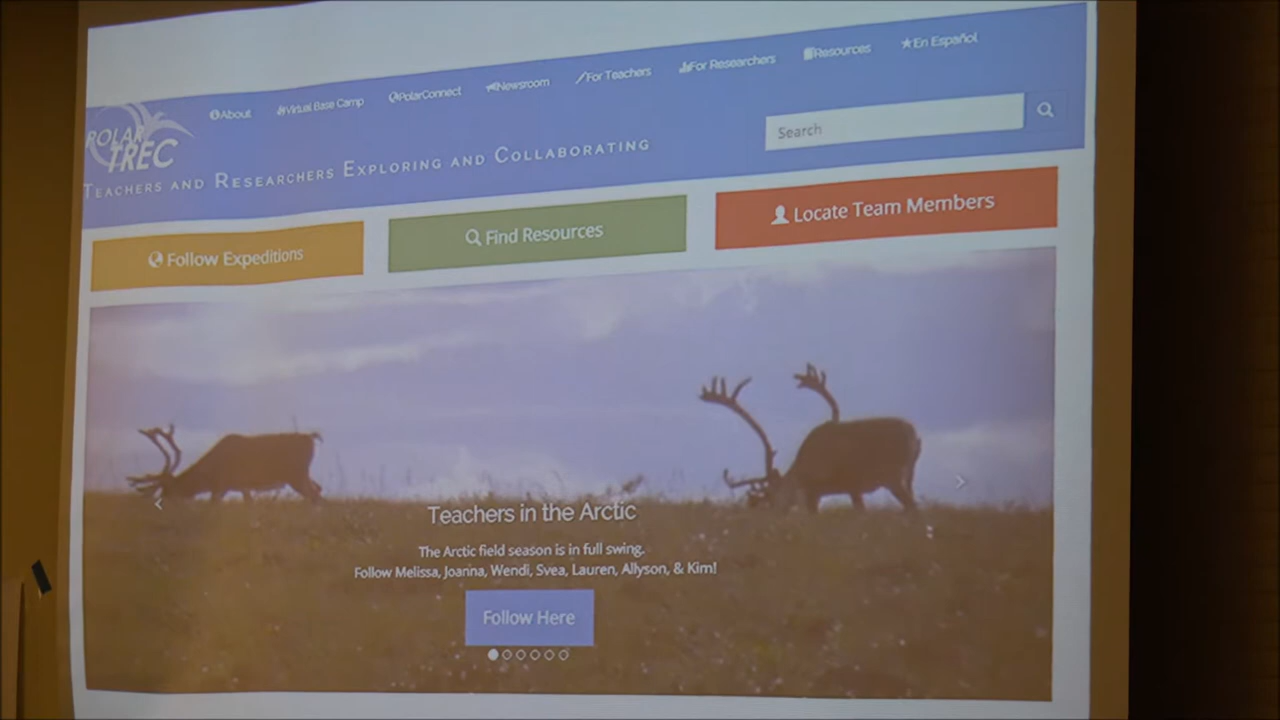 About Virtual Base Camp PolarConnect Newsroom For Teachers For Researchers Resources En Español
POLAR
TREC
Search
TEACHERS AND RESEARCHERS EXPLORING AND COLLABORATING
Follow Expeditions Find Resources Locate Team Members
Teachers in the Arctic
The Arctic field season is in full swing.
Follow Melissa, Joanna, Wendi, Svea, Lauren, Allyson, & Kim!
Follow Here